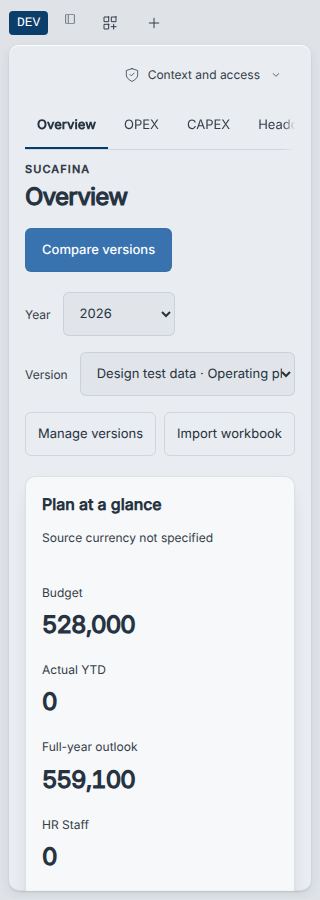 DEV
Context and access
Overview OPEX CAPEX Head
SUCAFINA
Overview
Compare versions
Year 2026
Version Design test data · Operating pl
Manage versions Import workbook
Plan at a glance
Source currency not specified
Budget
528,000
Actual YTD
0
Full-year outlook
559,100
HR Staff
0